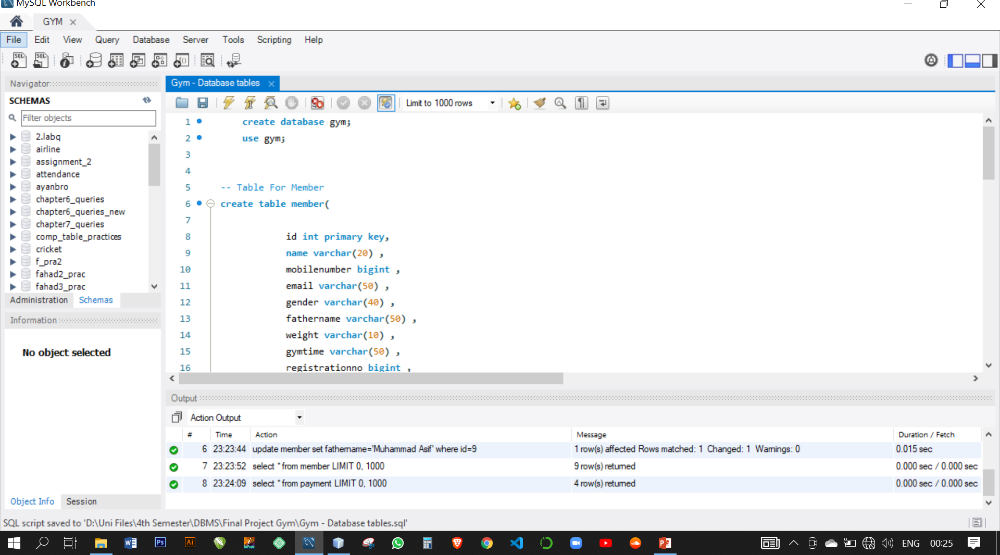 MySQL Workbench
GYM
File Edit View Query Database Server Tools Scripting Help
Navigator
SCHEMAS
Filter objects
2.labq
airline
assignment_2
attendance
ayanbro
chapter6_queries
chapter6_queries_new
chapter7_queries
comp_table_practices
cricket
f_pra2
fahad2_prac
fahad3_prac
Administration Schemas
Information
No object selected
Object Info Session
Gym - Database tables
Limit to 1000 rows
1 create database gym;
2 use gym;
3
4
5 -- Table For Member
6 create table member(
7
8 id int primary key,
9 name varchar(20) ,
10 mobilenumber bigint ,
11 email varchar(50) ,
12 gender varchar(40) ,
13 fathername varchar(50) ,
14 weight varchar(10) ,
15 gymtime varchar(50) ,
16 registrationno bigint ,
Output
Action Output
# Time Action Message Duration / Fetch
6 23:23:44 update member set fathername='Muhammad Asif' where id=9 1 row(s) affected Rows matched: 1 Changed: 1 Warnings: 0 0.015 sec
7 23:23:52 select * from member LIMIT 0, 1000 9 row(s) returned 0.000 sec / 0.000 sec
8 23:24:09 select * from payment LIMIT 0, 1000 4 row(s) returned 0.000 sec / 0.000 sec
SQL script saved to 'D:\Uni Files\4th Semester\DBMS\Final Project Gym\Gym - Database tables.sql'
ENG 00:25